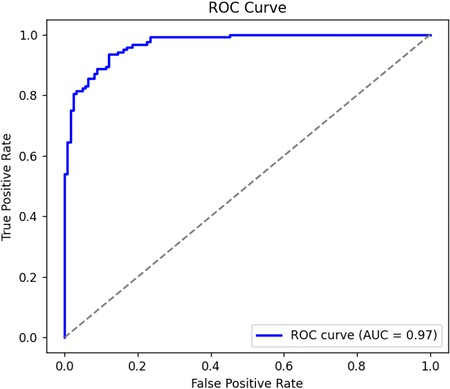 ROC Curve
1.0
0.8
0.6
0.4
0.2
0.0
True Positive Rate
ROC curve (AUC = 0.97)
0.0 0.2 0.4 0.6 0.8 1.0
False Positive Rate